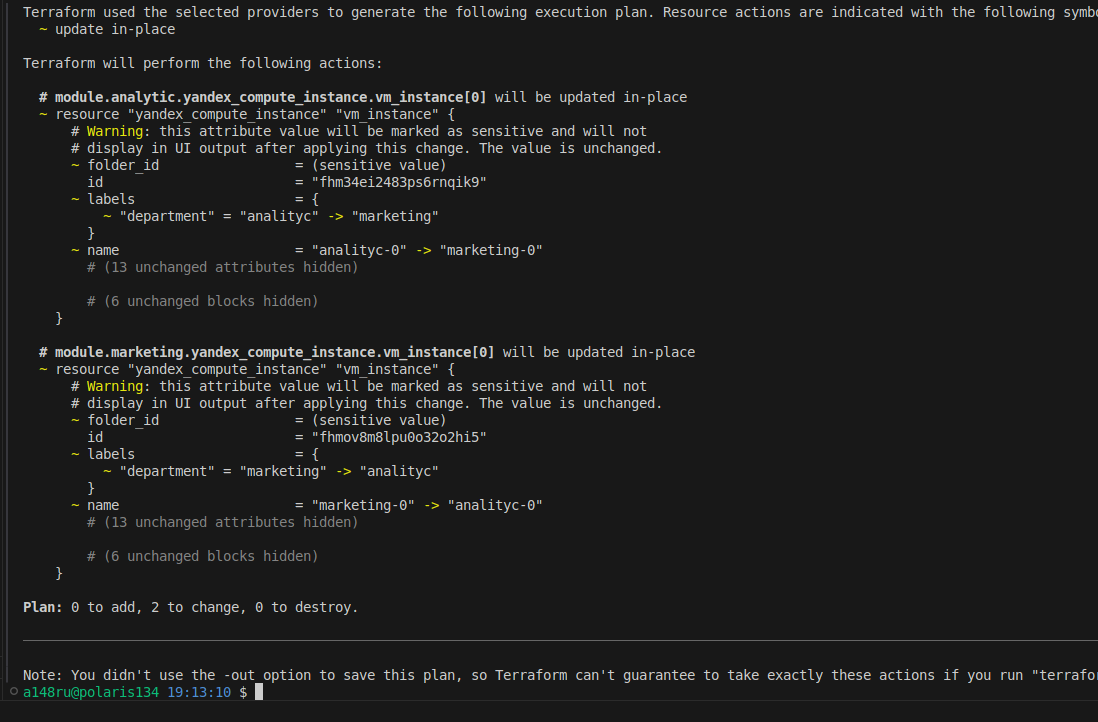 Terraform used the selected providers to generate the following execution plan. Resource actions are indicated with the following symbo
~ update in-place
Terraform will perform the following actions:
# module.analytic.yandex_compute_instance.vm_instance[0] will be updated in-place
~ resource "yandex_compute_instance" "vm_instance" {
# Warning: this attribute value will be marked as sensitive and will not
# display in UI output after applying this change. The value is unchanged.
~ folder_id = (sensitive value)
id = "fhm34ei2483ps6rnqik9"
~ labels = {
~ "department" = "analityc" -> "marketing"
}
~ name = "analityc-0" -> "marketing-0"
# (13 unchanged attributes hidden)
# (6 unchanged blocks hidden)
}
# module.marketing.yandex_compute_instance.vm_instance[0] will be updated in-place
~ resource "yandex_compute_instance" "vm_instance" {
# Warning: this attribute value will be marked as sensitive and will not
# display in UI output after applying this change. The value is unchanged.
~ folder_id = (sensitive value)
id = "fhmov8m8lpu0o32o2hi5"
~ labels = {
~ "department" = "marketing" -> "analityc"
}
~ name = "marketing-0" -> "analityc-0"
# (13 unchanged attributes hidden)
# (6 unchanged blocks hidden)
}
Plan: 0 to add, 2 to change, 0 to destroy.
Note: You didn't use the -out option to save this plan, so Terraform can't guarantee to take exactly these actions if you run "terrafor
a148ru@polaris134 19:13:10 $